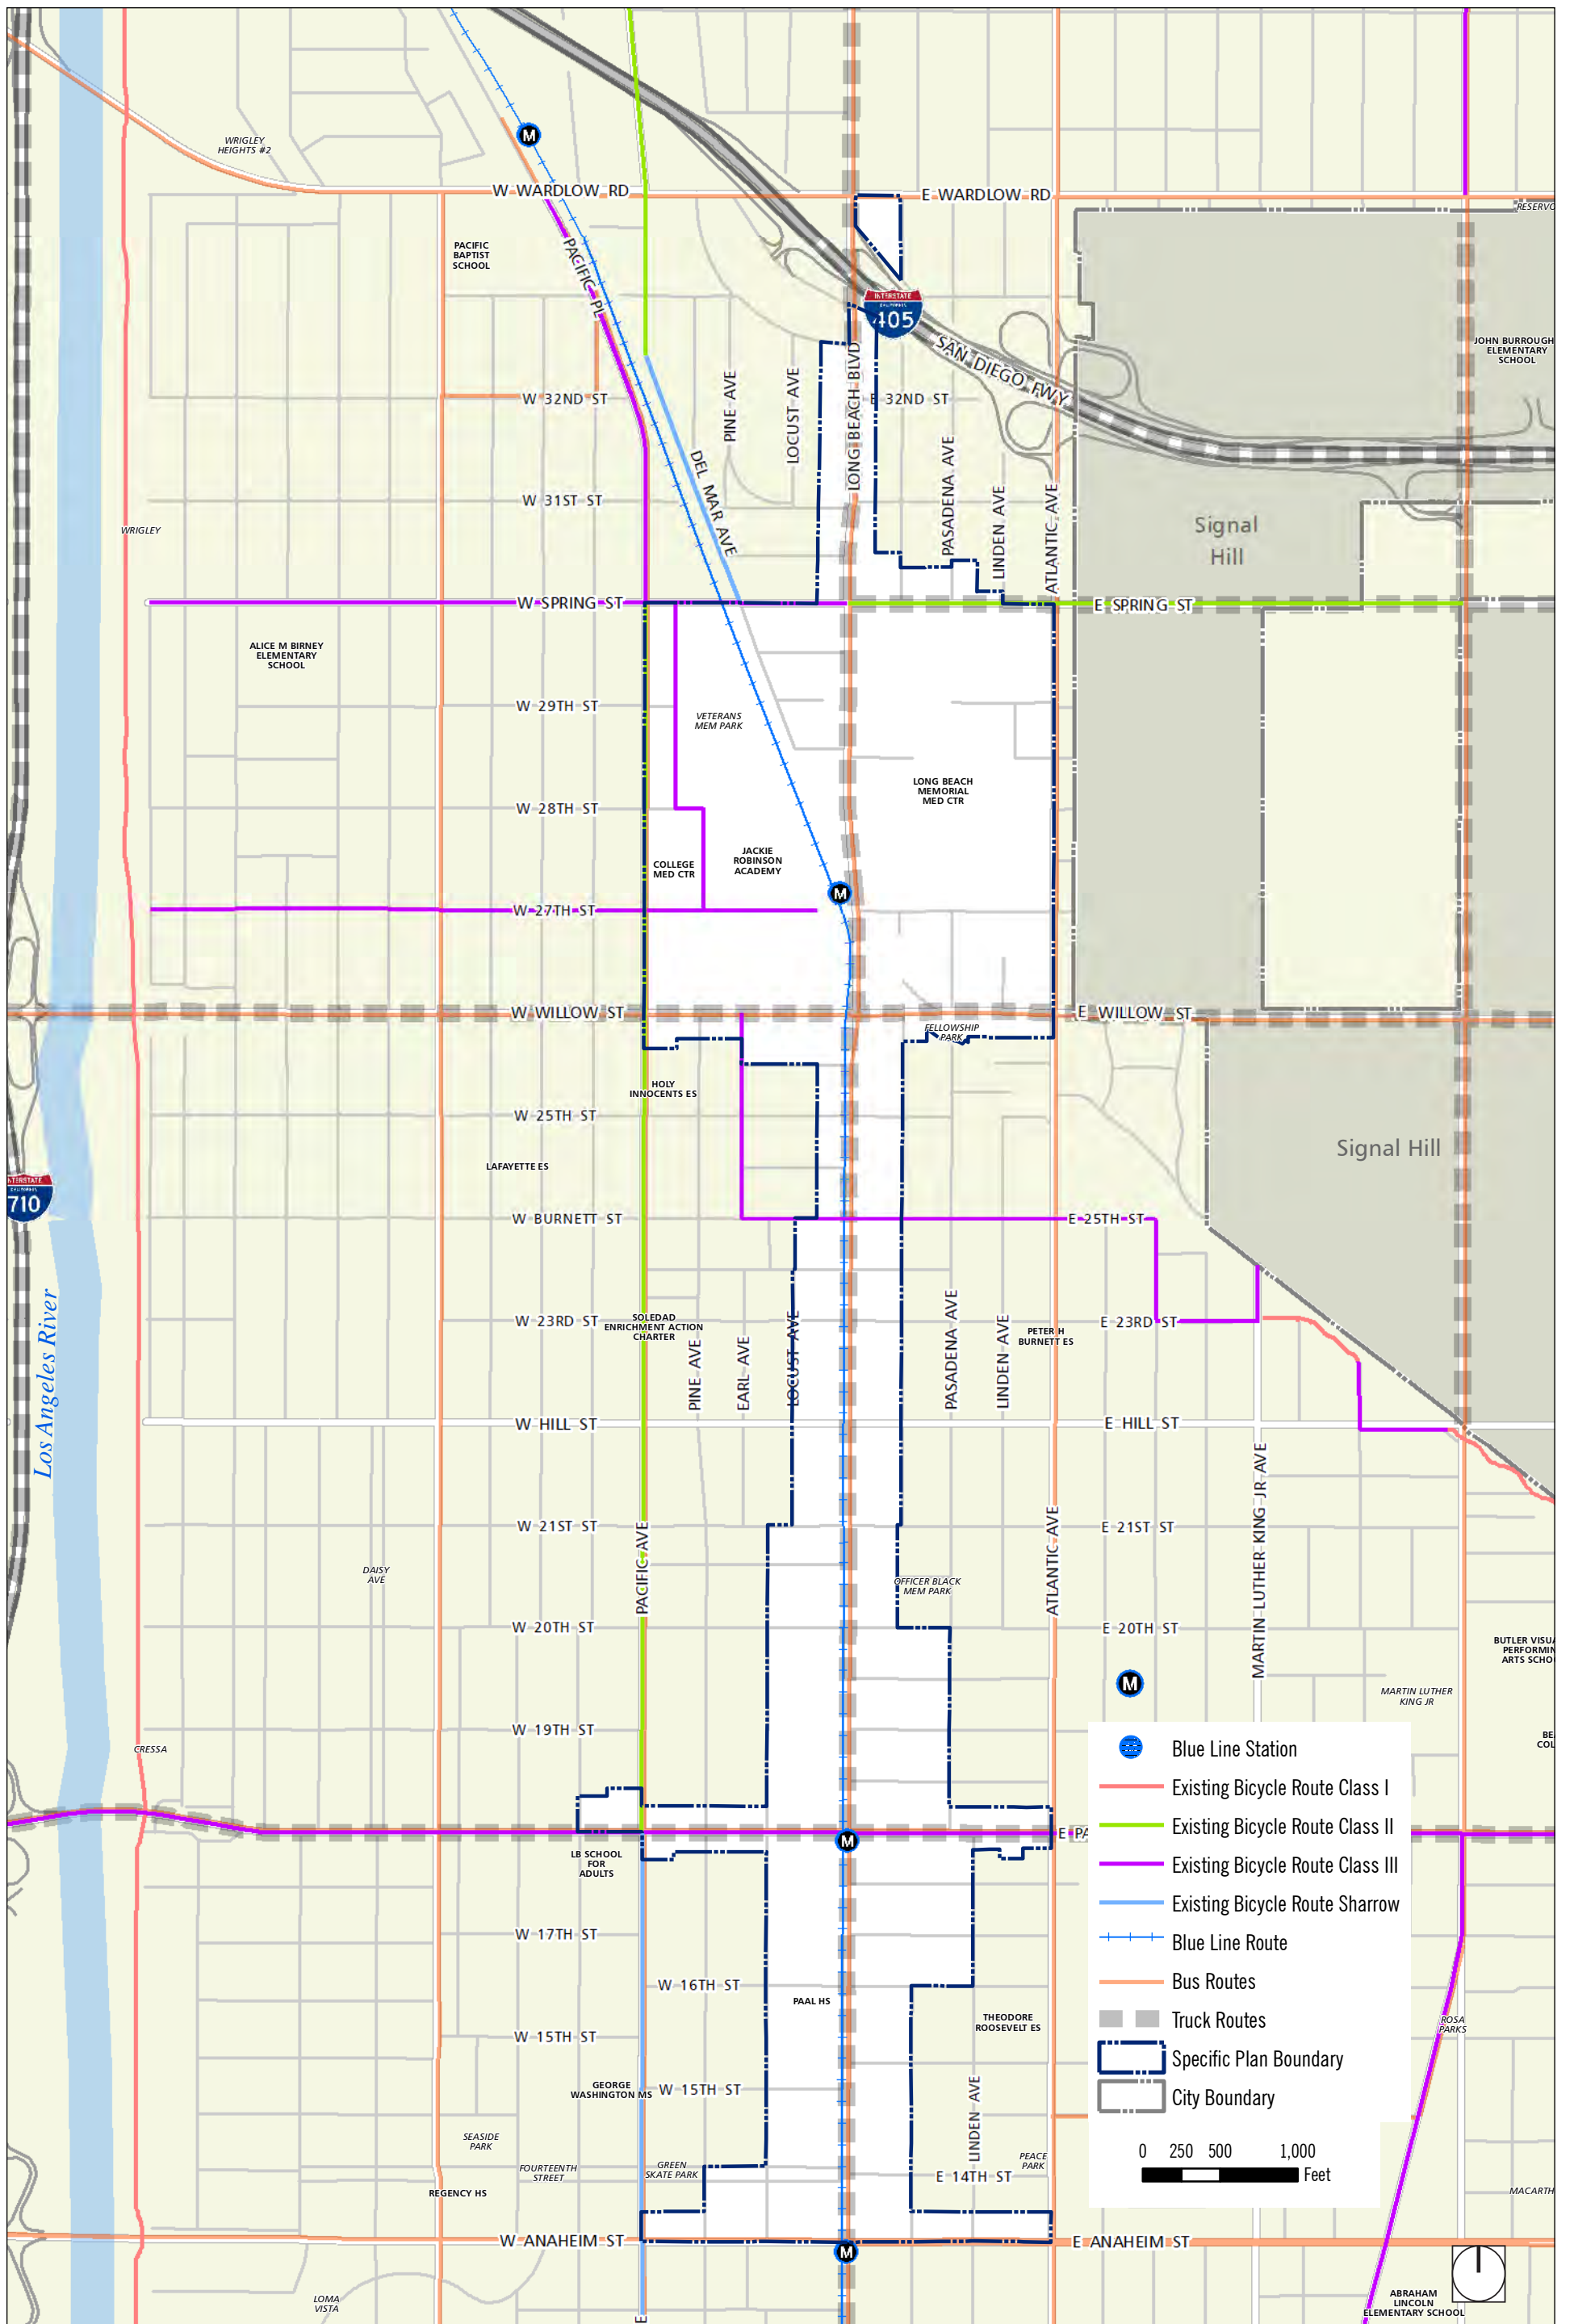 WRIGLEY
HEIGHTS #2
M
W WARDLOW RD
E WARDLOW RD
PACIFIC
BAPTIST
SCHOOL
PACIFIC PL
INTERSTATE
CALIFORNIA
405
SAN DIEGO FWY
JOHN BURROUGH
ELEMENTARY
SCHOOL
W 32ND ST
E 32ND ST
PINE AVE
LOCUST AVE
LONG BEACH BLVD
DEL MAR AVE
PASADENA AVE
LINDEN AVE
ATLANTIC AVE
W 31ST ST
WRIGLEY
Signal
Hill
W SPRING ST
E SPRING ST
ALICE M BIRNEY
ELEMENTARY
SCHOOL
W 29TH ST
VETERANS
MEM PARK
LONG BEACH
MEMORIAL
MED CTR
W 28TH ST
COLLEGE
MED CTR
JACKIE
ROBINSON
ACADEMY
M
W 27TH ST
W WILLOW ST
E WILLOW ST
FELLOWSHIP
PARK
HOLY
INNOCENTS ES
W 25TH ST
Signal Hill
LAFAYETTE ES
710
W BURNETT ST
E 25TH ST
Los Angeles River
W 23RD ST
SOLEDAD
ENRICHMENT ACTION
CHARTER
PINE AVE
EARL AVE
LOCUST AVE
PASADENA AVE
LINDEN AVE
PETER H
BURNETT ES
E 23RD ST
W HILL ST
E HILL ST
MARTIN LUTHER KING JR AVE
W 21ST ST
E 21ST ST
PACIFIC AVE
ATLANTIC AVE
DAISY
AVE
OFFICER BLACK
MEM PARK
W 20TH ST
E 20TH ST
M
MARTIN LUTHER
KING JR
W 19TH ST
CRESSA
E PA
M
LB SCHOOL
FOR
ADULTS
W 17TH ST
W 16TH ST
PAAL HS
THEODORE
ROOSEVELT ES
ROSA
PARKS
W 15TH ST
GEORGE
WASHINGTON MS
W 15TH ST
LINDEN AVE
SEASIDE
PARK
FOURTEENTH
STREET
GREEN
SKATE PARK
PEACE
PARK
E 14TH ST
REGENCY HS
MACARTH
W ANAHEIM ST
E ANAHEIM ST
M
LOMA
VISTA
ABRAHAM
LINCOLN
ELEMENTARY SCHOOL
Blue Line Station
Existing Bicycle Route Class I
Existing Bicycle Route Class II
Existing Bicycle Route Class III
Existing Bicycle Route Sharrow
Blue Line Route
Bus Routes
Truck Routes
Specific Plan Boundary
City Boundary
0 250 500 1,000
Feet